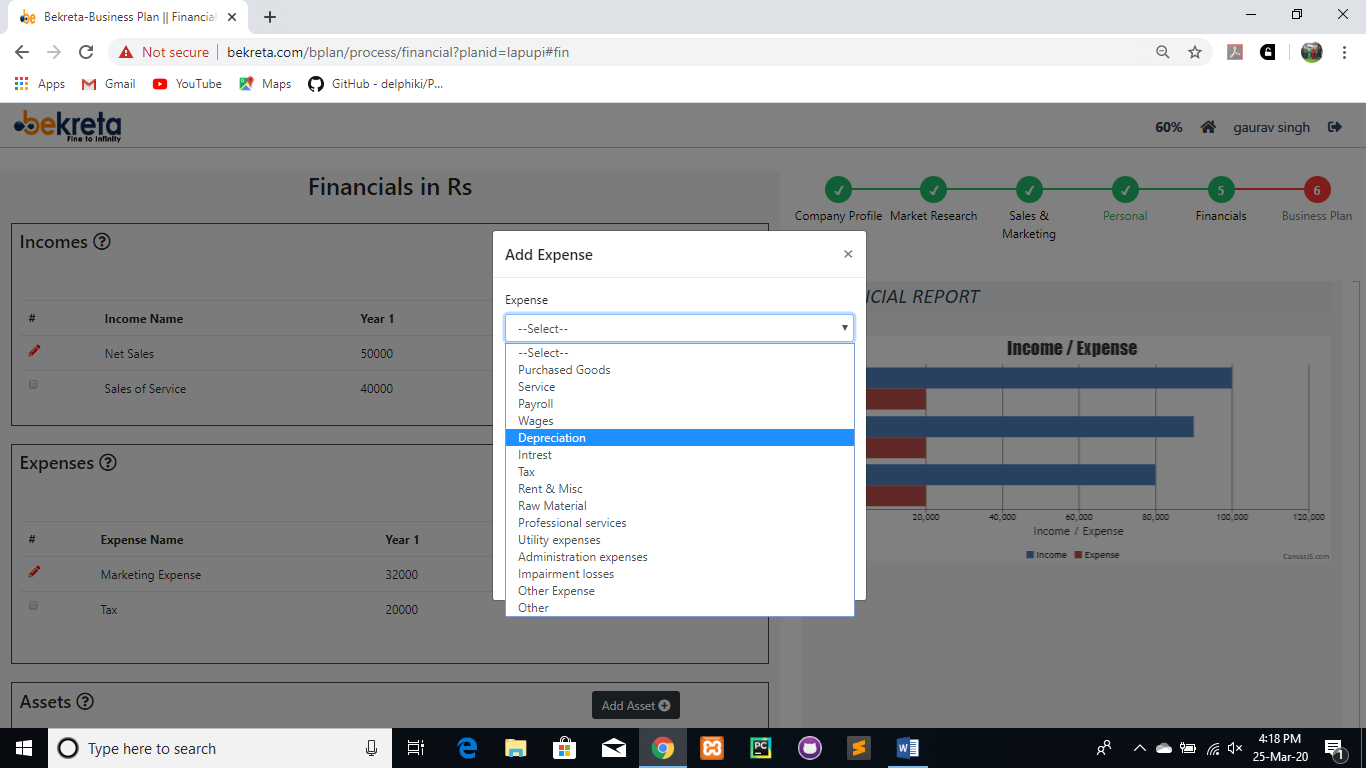 Bekreta-Business Plan || Financial
Not secure
bekreta.com/bplan/process/financial?planid=lapupi#fin
Apps
Gmail
YouTube
Maps
GitHub - delphiki/P...
bekreta
Fine to Infinity
60%
gaurav singh
Financials in Rs
Company Profile
Market Research
Sales &
Marketing
Personal
5
Financials
6
Business Plan
Incomes
# Income Name Year 1
Net Sales 50000
Sales of Service 40000
Expenses
# Expense Name Year 1
Marketing Expense 32000
Tax 20000
Assets
Add Asset
Add Expense ×
Expense
--Select--
--Select--
Purchased Goods
Service
Payroll
Wages
Depreciation
Intrest
Tax
Rent & Misc
Raw Material
Professional services
Utility expenses
Administration expenses
Impairment losses
Other Expense
Other
CIAL REPORT
Income / Expense
20,000 40,000 60,000 80,000 100,000 120,000
Income / Expense
Income Expense
CanvasJS.com
Type here to search
PC
4:18 PM
25-Mar-20
1